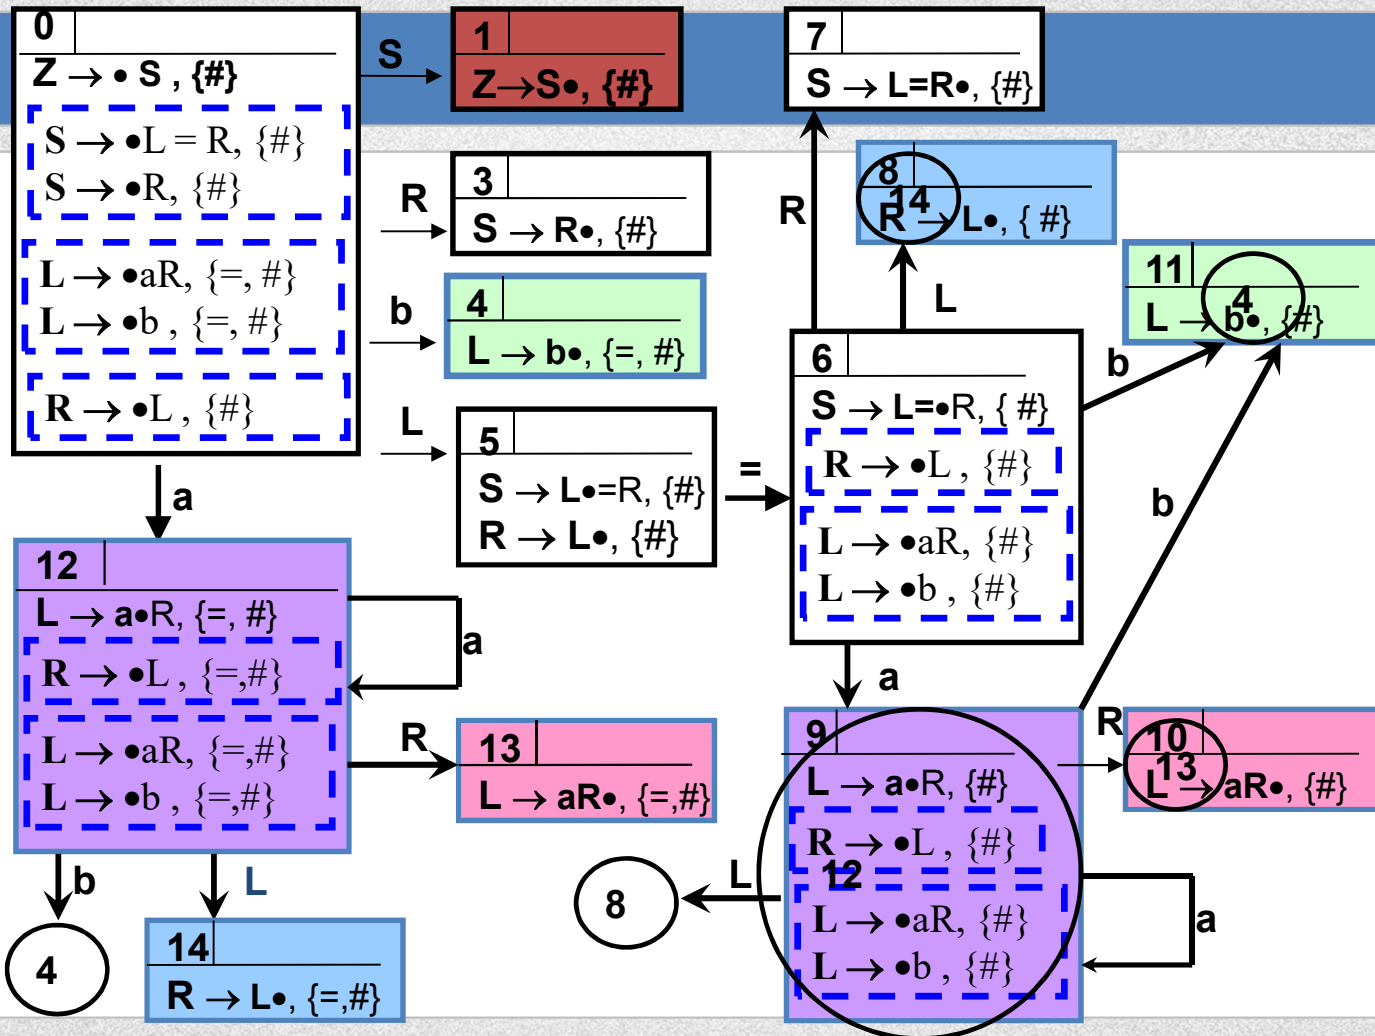 0
Z → • S , {#}
S → •L = R, {#}
S → •R, {#}
L → •aR, {=, #}
L → •b , {=, #}
R → •L , {#}
S
1
Z→S•, {#}
R
3
S → R•, {#}
b
4
L → b•, {=, #}
L
5
S → L•=R, {#}
R → L•, {#}
=
6
S → L=•R, { #}
R → •L , {#}
L → •aR, {#}
L → •b , {#}
R
7
S → L=R•, {#}
L
8
14
R → L•, { #}
b
11
4
L → b•, {#}
b
a
9
L → a•R, {#}
R → •L , {#}
12
L → •aR, {#}
L → •b , {#}
a
R
10
13
L → aR•, {#}
L
8
a
12
L → a•R, {=, #}
R → •L , {=,#}
L → •aR, {=,#}
L → •b , {=,#}
a
R
13
L → aR•, {=,#}
b
4
L
14
R → L•, {=,#}